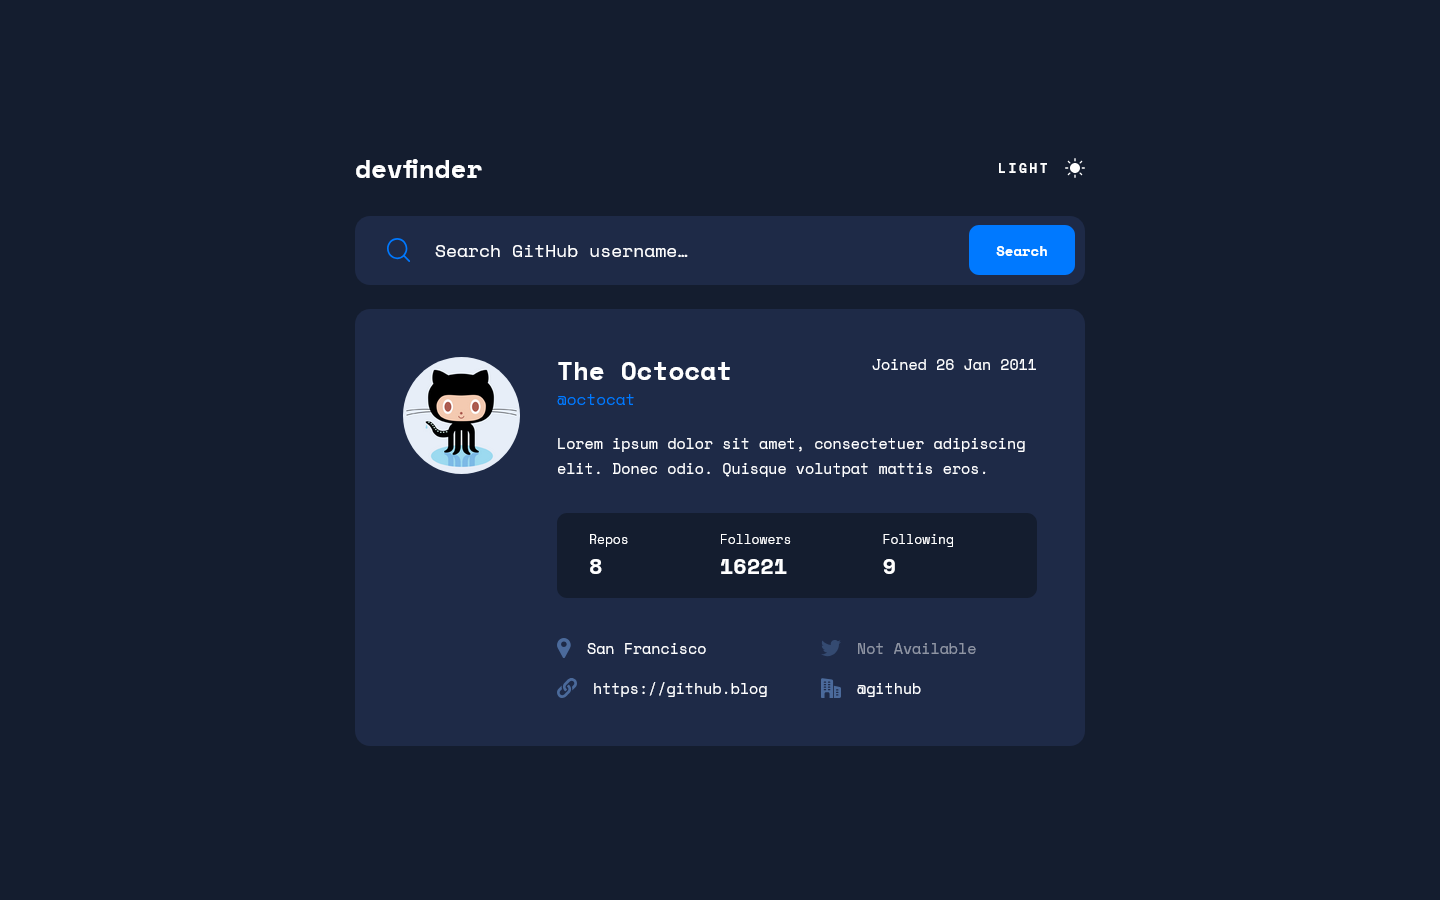 devfinder
LIGHT
Search GitHub username…
Search
The Octocat
Joined 26 Jan 2011
@octocat
Lorem ipsum dolor sit amet, consectetuer adipiscing
elit. Donec odio. Quisque volutpat mattis eros.
Repos
Followers
Following
8
16221
9
San Francisco
Not Available
https://github.blog
@github